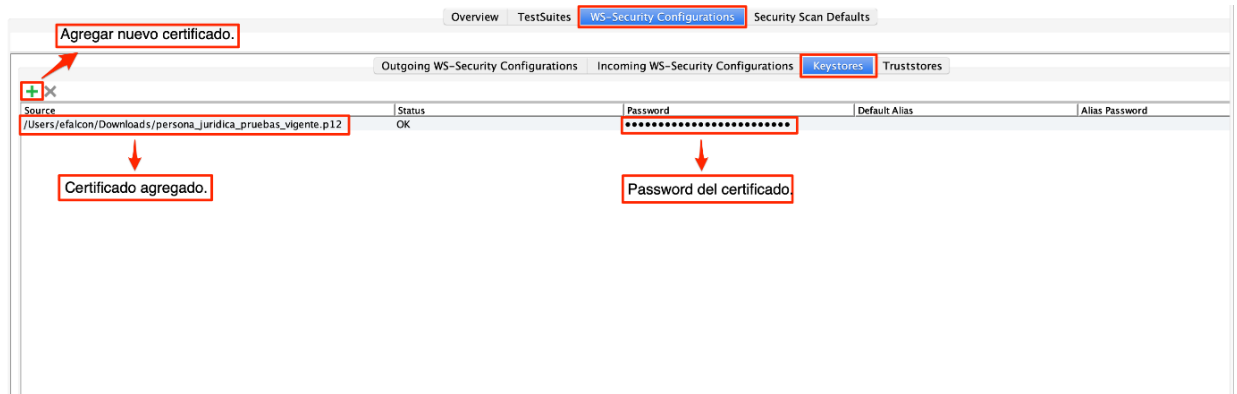 Overview TestSuites WS-Security Configurations Security Scan Defaults
Agregar nuevo certificado.
Outgoing WS-Security Configurations Incoming WS-Security Configurations Keystores Truststores
Source Status Password Default Alias Alias Password
/Users/efalcon/Downloads/persona_juridica_pruebas_vigente.p12 OK •••••••••••••••••••••••••
Certificado agregado. Password del certificado.